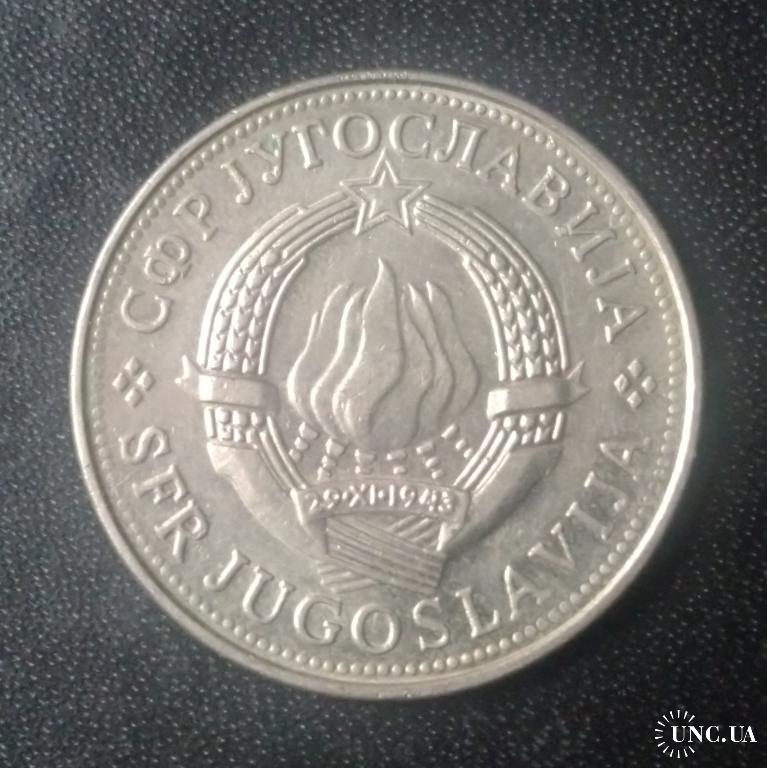 СФР ЈУГОСЛАВИЈА
29·XI·1943
SFR JUGOSLAVIJA
UNC.UA